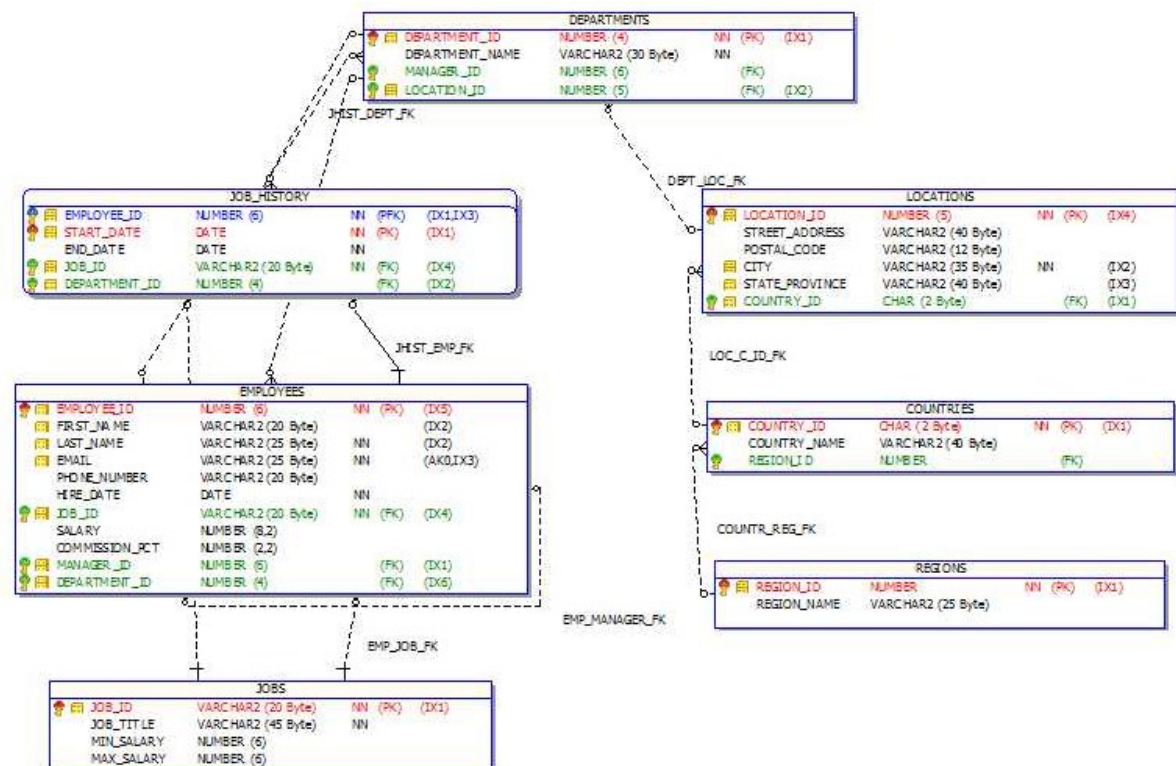 DEPARTMENTS
DEPARTMENT_ID NUMBER (4) NN (PK) (IX1)
DEPARTMENT_NAME VARCHAR2 (30 Byte) NN
MANAGER_ID NUMBER (6) (FK)
LOCATION_ID NUMBER (5) (FK) (IX2)
JHIST_DEPT_FK
DEPT_LOC_FK
JOB_HISTORY
EMPLOYEE_ID NUMBER (6) NN (PFK) (IX1,IX3)
START_DATE DATE NN (PK) (IX1)
END_DATE DATE NN
JOB_ID VARCHAR2 (20 Byte) NN (FK) (IX4)
DEPARTMENT_ID NUMBER (4) (FK) (IX2)
LOCATIONS
LOCATION_ID NUMBER (5) NN (PK) (IX4)
STREET_ADDRESS VARCHAR2 (40 Byte)
POSTAL_CODE VARCHAR2 (12 Byte)
CITY VARCHAR2 (35 Byte) NN (IX2)
STATE_PROVINCE VARCHAR2 (40 Byte) (IX3)
COUNTRY_ID CHAR (2 Byte) (FK) (IX1)
JHIST_EMP_FK
LOC_C_ID_FK
EMPLOYEES
EMPLOYEE_ID NUMBER (6) NN (PK) (IX5)
FIRST_NAME VARCHAR2 (20 Byte) (IX2)
LAST_NAME VARCHAR2 (25 Byte) NN (IX2)
EMAIL VARCHAR2 (25 Byte) NN (AK0,IX3)
PHONE_NUMBER VARCHAR2 (20 Byte)
HIRE_DATE DATE NN
JOB_ID VARCHAR2 (20 Byte) NN (FK) (IX4)
SALARY NUMBER (8,2)
COMMISSION_PCT NUMBER (2,2)
MANAGER_ID NUMBER (6) (FK) (IX1)
DEPARTMENT_ID NUMBER (4) (FK) (IX6)
COUNTRIES
COUNTRY_ID CHAR (2 Byte) NN (PK) (IX1)
COUNTRY_NAME VARCHAR2 (40 Byte)
REGION_ID NUMBER (FK)
COUNTR_REG_FK
REGIONS
REGION_ID NUMBER NN (PK) (IX1)
REGION_NAME VARCHAR2 (25 Byte)
EMP_MANAGER_FK
EMP_JOB_FK
JOBS
JOB_ID VARCHAR2 (20 Byte) NN (PK) (IX1)
JOB_TITLE VARCHAR2 (45 Byte) NN
MIN_SALARY NUMBER (6)
MAX_SALARY NUMBER (6)